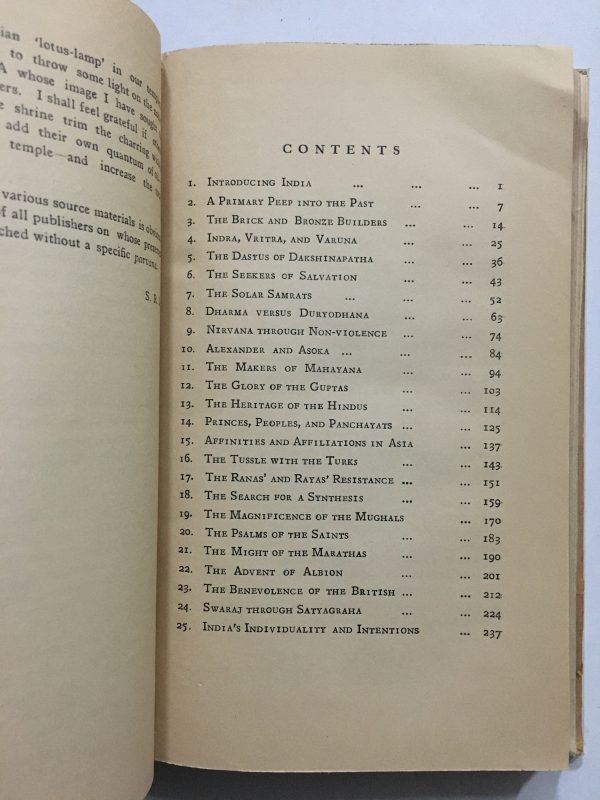 ian 'lotus-lamp' in our
to throw some light on the
A whose image I have sought
ers. I shall feel grateful if
e shrine trim the charring
add their own quantum of
temple—and increase the
various source materials is
of all publishers on whose
ched without a specific
S. R.
CONTENTS
1. Introducing India ... ... ... 1
2. A Primary Peep into the Past ... ... 7
3. The Brick and Bronze Builders ... ... 14
4. Indra, Vritra, and Varuna ... ... 25
5. The Dasyus of Dakshinapatha ... ... 36
6. The Seekers of Salvation ... ... 43
7. The Solar Samrats ... ... ... 52
8. Dharma versus Duryodhana ... ... 63
9. Nirvana through Non-violence ... ... 74
10. Alexander and Asoka ... ... ... 84
11. The Makers of Mahayana ... ... 94
12. The Glory of the Guptas ... ... 103
13. The Heritage of the Hindus ... ... 114
14. Princes, Peoples, and Panchayats ... ... 125
15. Affinities and Affiliations in Asia ... 137
16. The Tussle with the Turks ... ... 143
17. The Ranas' and Rayas' Resistance ... ... 151
18. The Search for a Synthesis ... ... 159
19. The Magnificence of the Mughals ... 170
20. The Psalms of the Saints ... ... 183
21. The Might of the Marathas ... ... 190
22. The Advent of Albion ... ... 201
23. The Benevolence of the British ... ... 212
24. Swaraj through Satyagraha ... ... 224
25. India's Individuality and Intentions ... 237